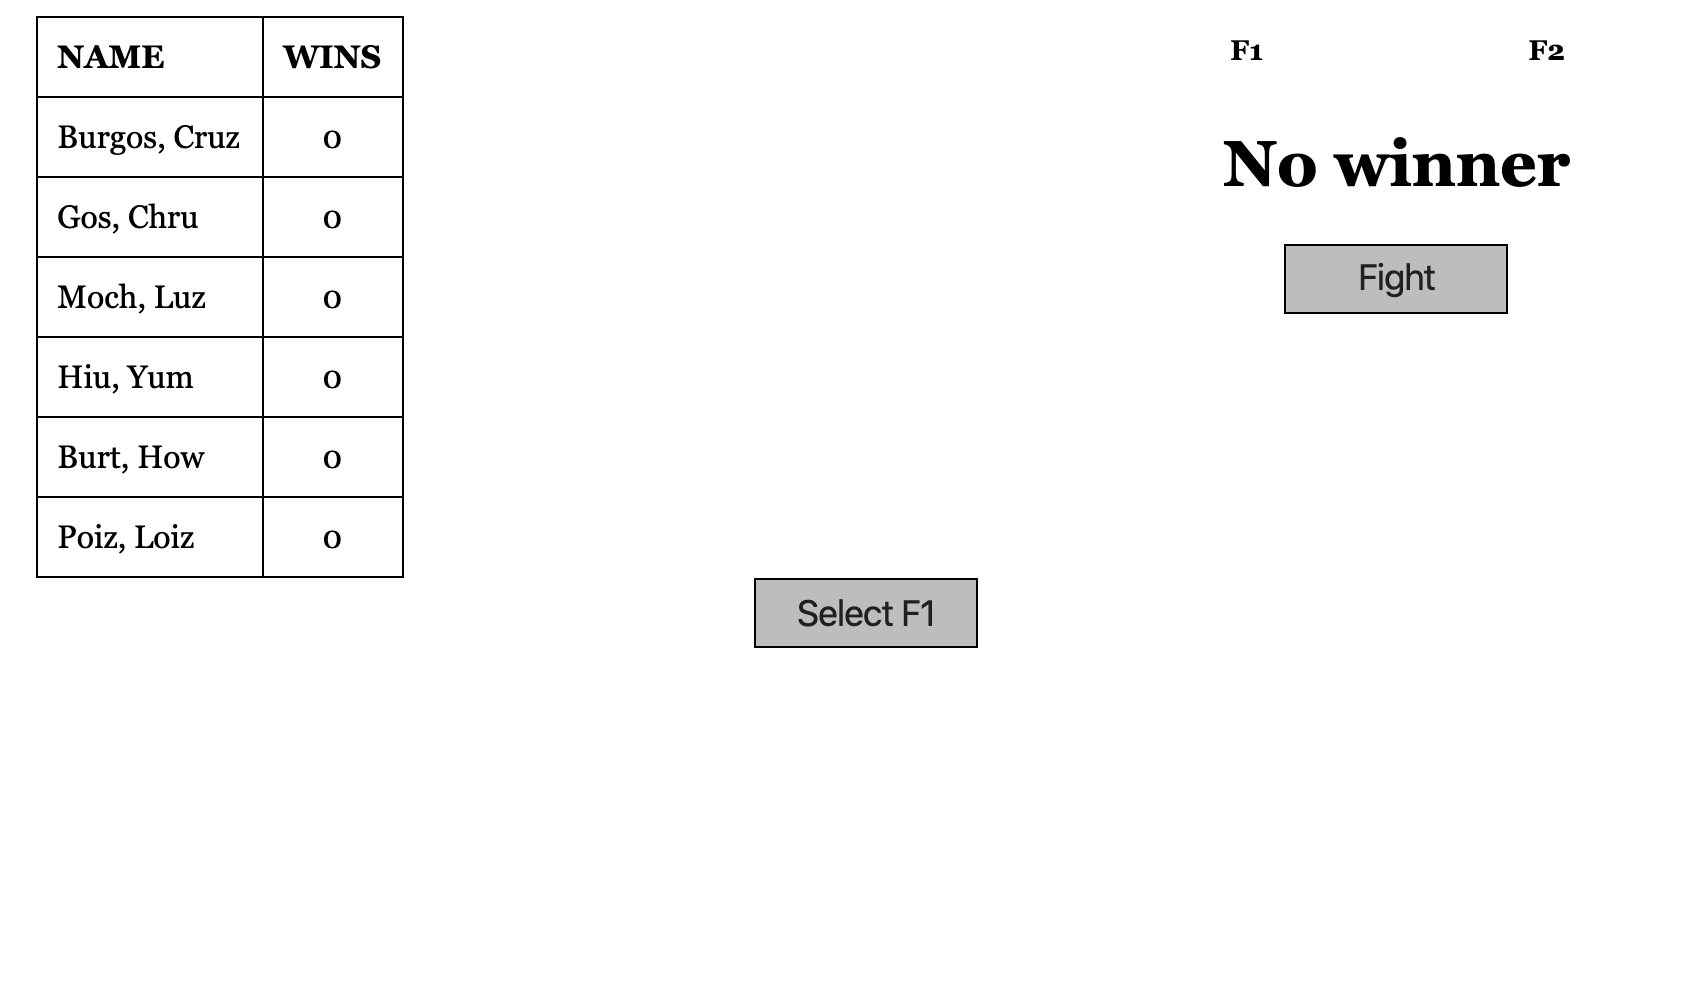 NAME WINS
Burgos, Cruz 0
Gos, Chru 0
Moch, Luz 0
Hiu, Yum 0
Burt, How 0
Poiz, Loiz 0
Select F1
F1 F2
No winner
Fight